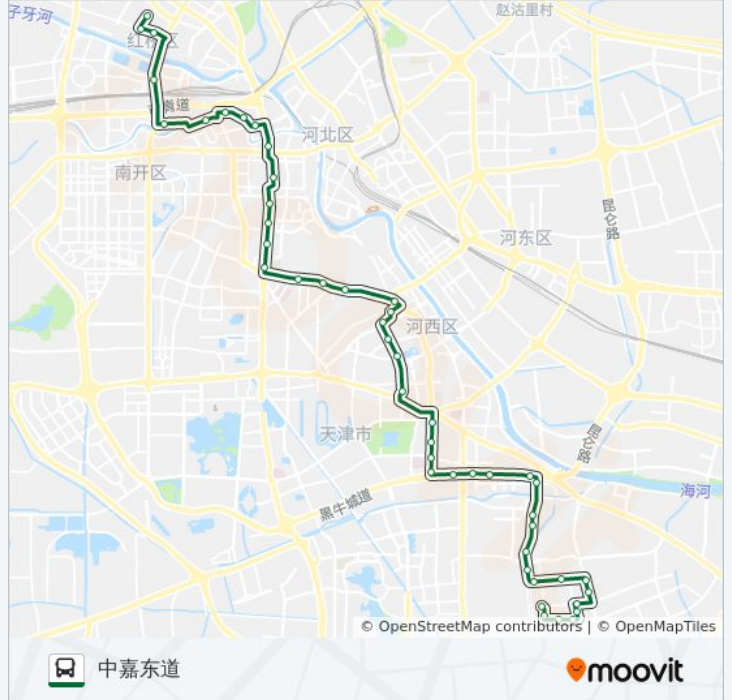 子牙河
赵沽里村
红桥区
河北区
南开区
昆仑路
河东区
河西区
天津市
昆仑路
黑牛城道
海河
© OpenStreetMap contributors | © OpenMapTiles
中嘉东道
moovit